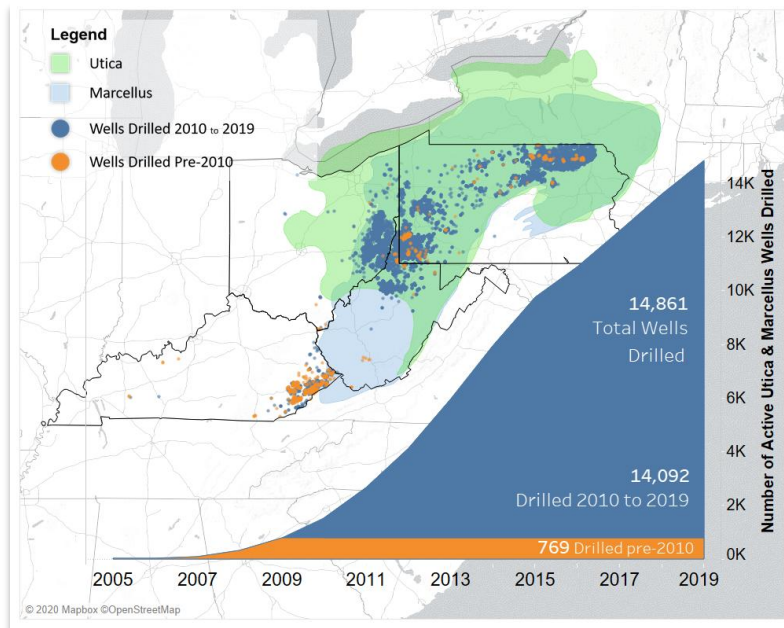 Legend
Utica
Marcellus
Wells Drilled 2010 to 2019
Wells Drilled Pre-2010
14K
12K
10K
8K
6K
4K
2K
0K
Number of Active Utica & Marcellus Wells Drilled
14,861
Total Wells
Drilled
14,092
Drilled 2010 to 2019
769 Drilled pre-2010
2005
2007
2009
2011
2013
2015
2017
2019
© 2020 Mapbox ©OpenStreetMap